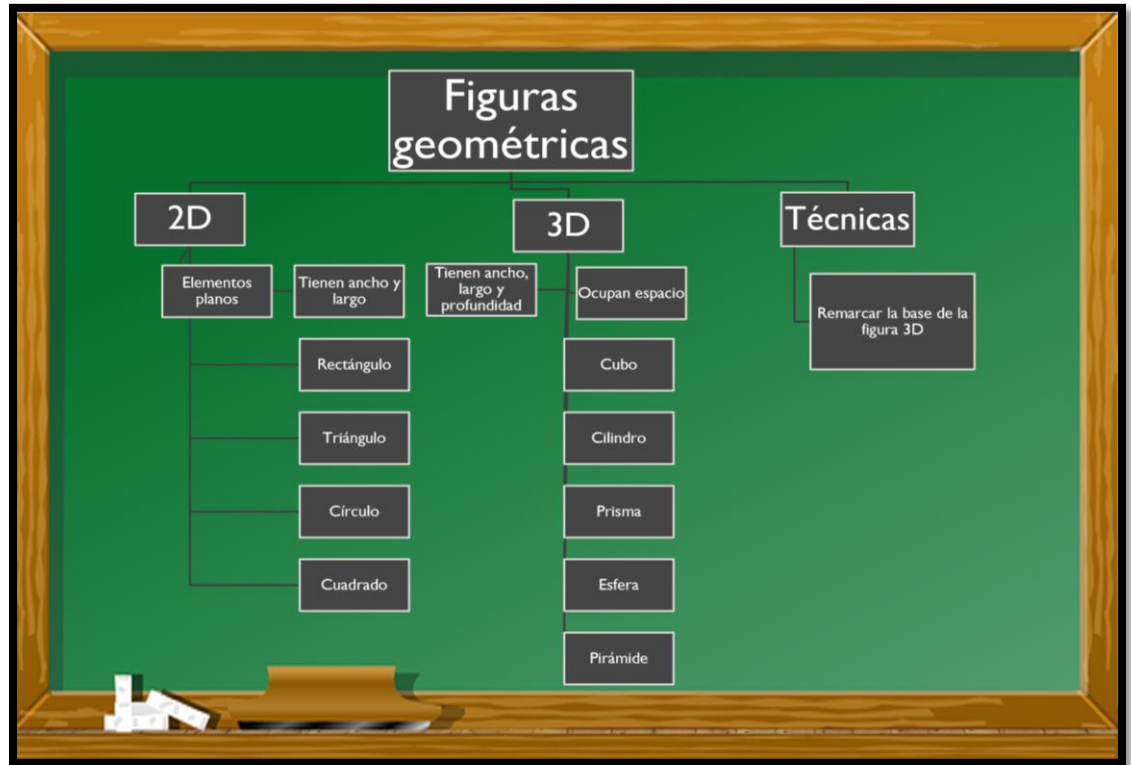 Figuras
geométricas
2D
3D
Técnicas
Elementos
planos
Tienen ancho y
largo
Tienen ancho,
largo y
profundidad
Ocupan espacio
Remarcar la base de la
figura 3D
Rectángulo
Cubo
Triángulo
Cilindro
Círculo
Prisma
Cuadrado
Esfera
Pirámide